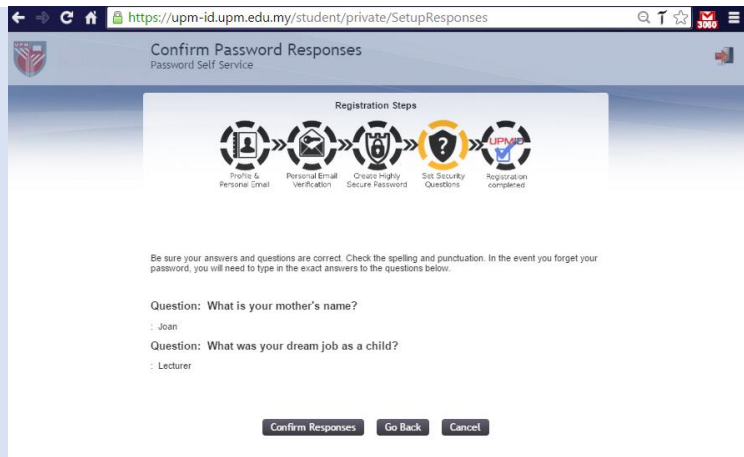 https://upm-id.upm.edu.my/student/private/SetupResponses
3060
UPM
Confirm Password Responses
Password Self Service
Registration Steps
UPMID
Profile & Personal Email
Personal Email Verification
Create Highly Secure Password
Set Security Questions
Registration completed
Be sure your answers and questions are correct. Check the spelling and punctuation. In the event you forget your
password, you will need to type in the exact answers to the questions below.
Question: What is your mother's name?
: Joan
Question: What was your dream job as a child?
: Lecturer
Confirm Responses Go Back Cancel